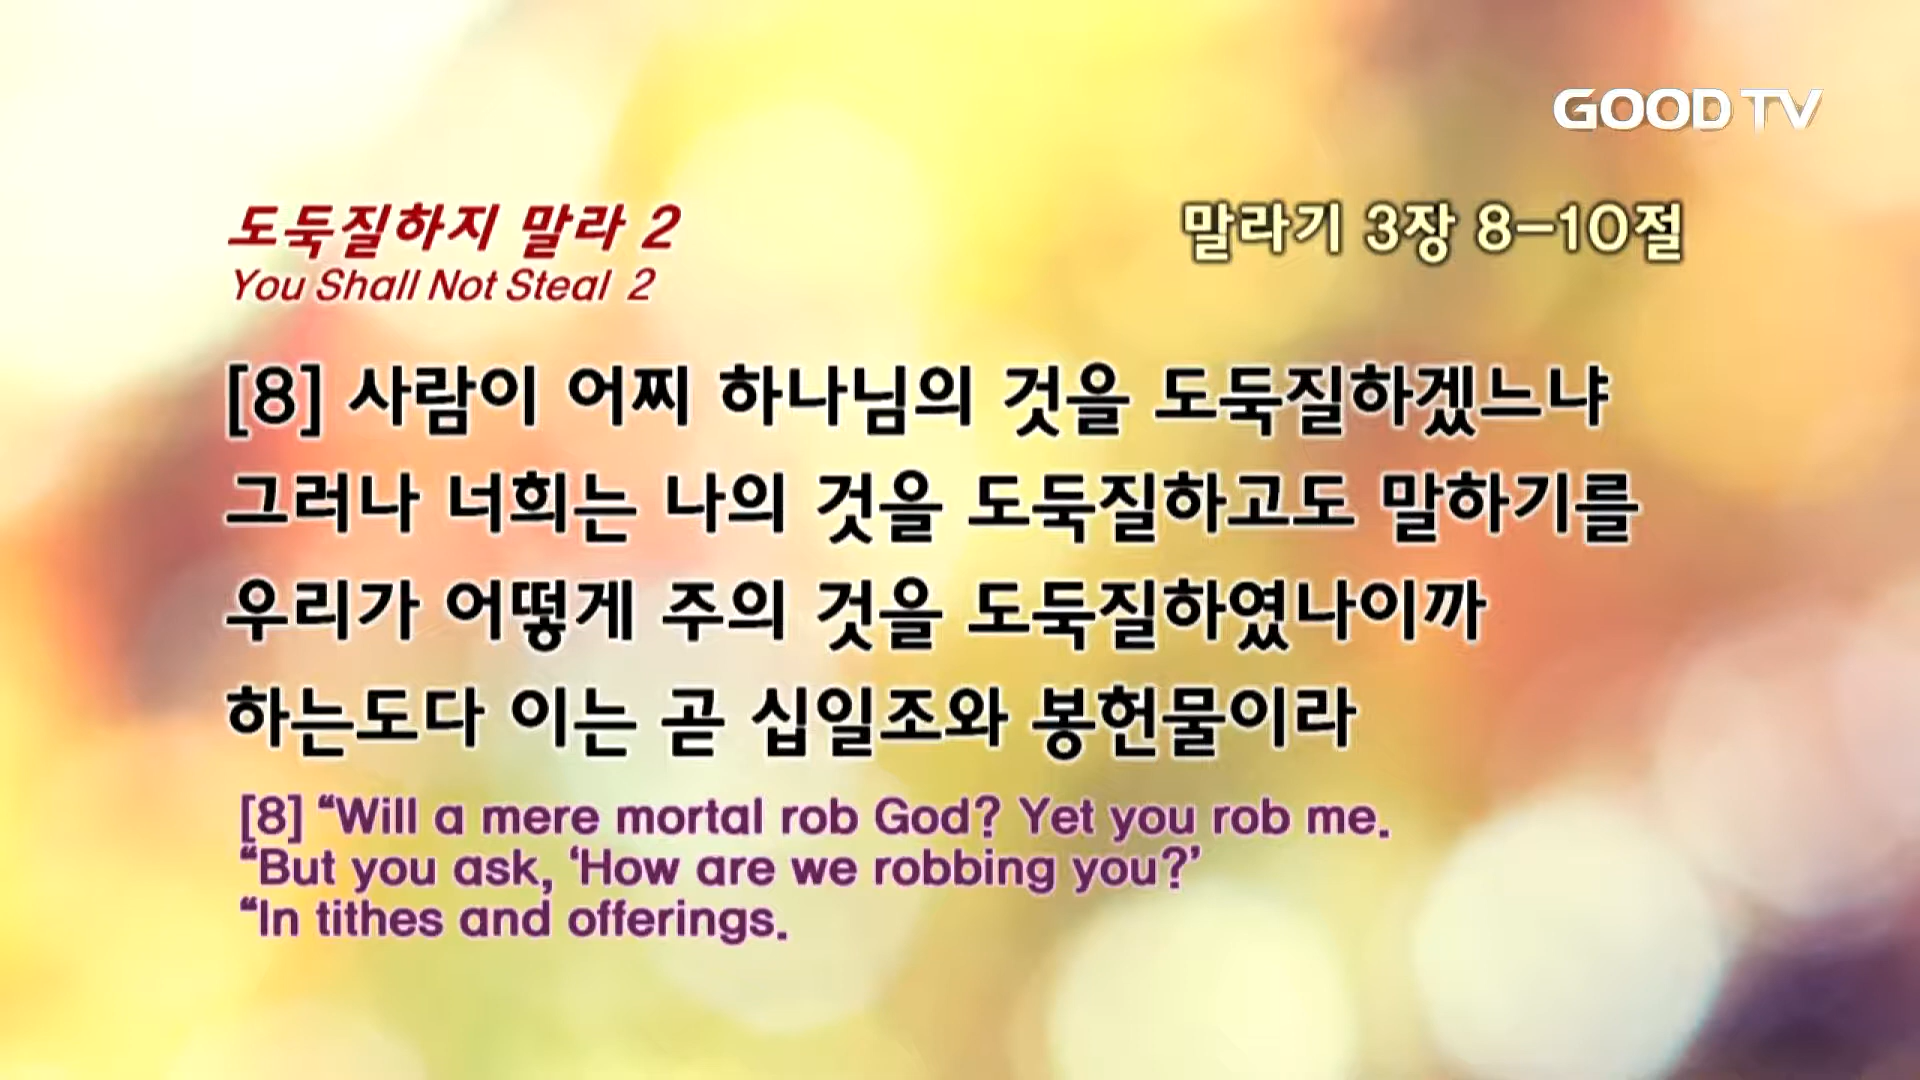 GOOD TV
도둑질하지 말라 2
You Shall Not Steal 2
말라기 3장 8-10절
[8] 사람이 어찌 하나님의 것을 도둑질하겠느냐
그러나 너희는 나의 것을 도둑질하고도 말하기를
우리가 어떻게 주의 것을 도둑질하였나이까
하는도다 이는 곧 십일조와 봉헌물이라
[8] “Will a mere mortal rob God? Yet you rob me.
“But you ask, ‘How are we robbing you?’
“In tithes and offerings.